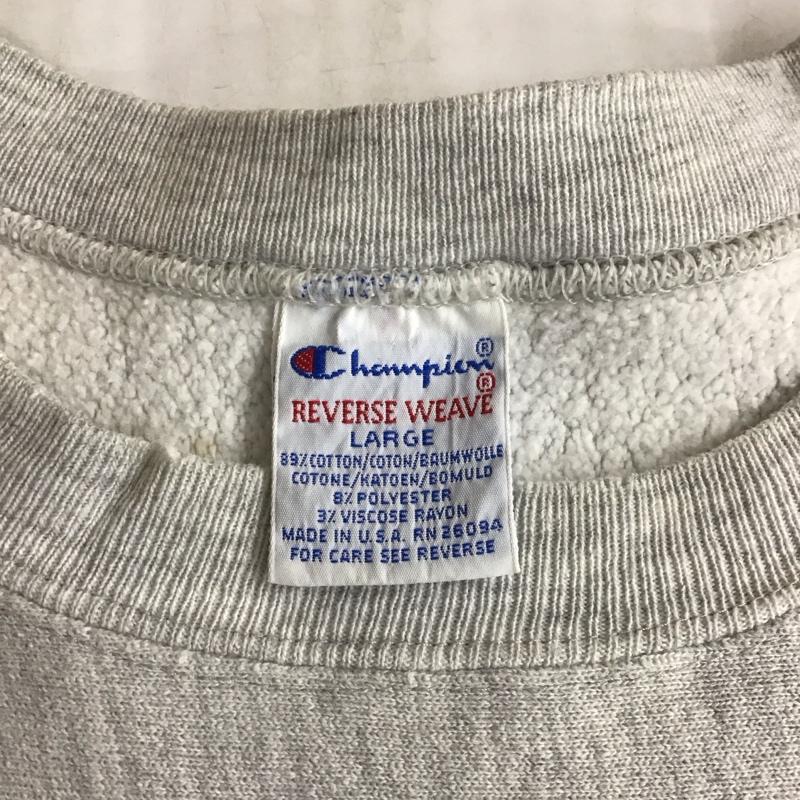 Champion®
REVERSE WEAVE®
LARGE
89% COTTON/COTON/BAUMWOLLE
COTONE/KATOEN/BOMULD
8% POLYESTER
3% VISCOSE RAYON
MADE IN U.S.A. RN 26094
FOR CARE SEE REVERSE